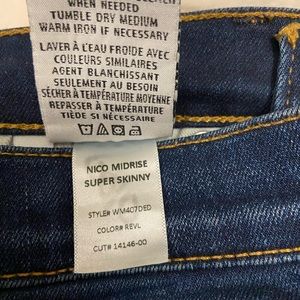 WHEN NEEDED
TUMBLE DRY MEDIUM
WARM IRON IF NECESSARY
LAVER À L'EAU FROIDE AVEC
COULEURS SIMILAIRES
AGENT BLANCHISSANT
SEULEMENT AU BESOIN
SÉCHER À TEMPÉRATURE MOYENNE
REPASSER À TEMPÉRATURE
TIÈDE SI NÉCESSAIRE
NICO MIDRISE
SUPER SKINNY
STYLE# WM407DED
COLOR# REVL
CUT# 14146-00